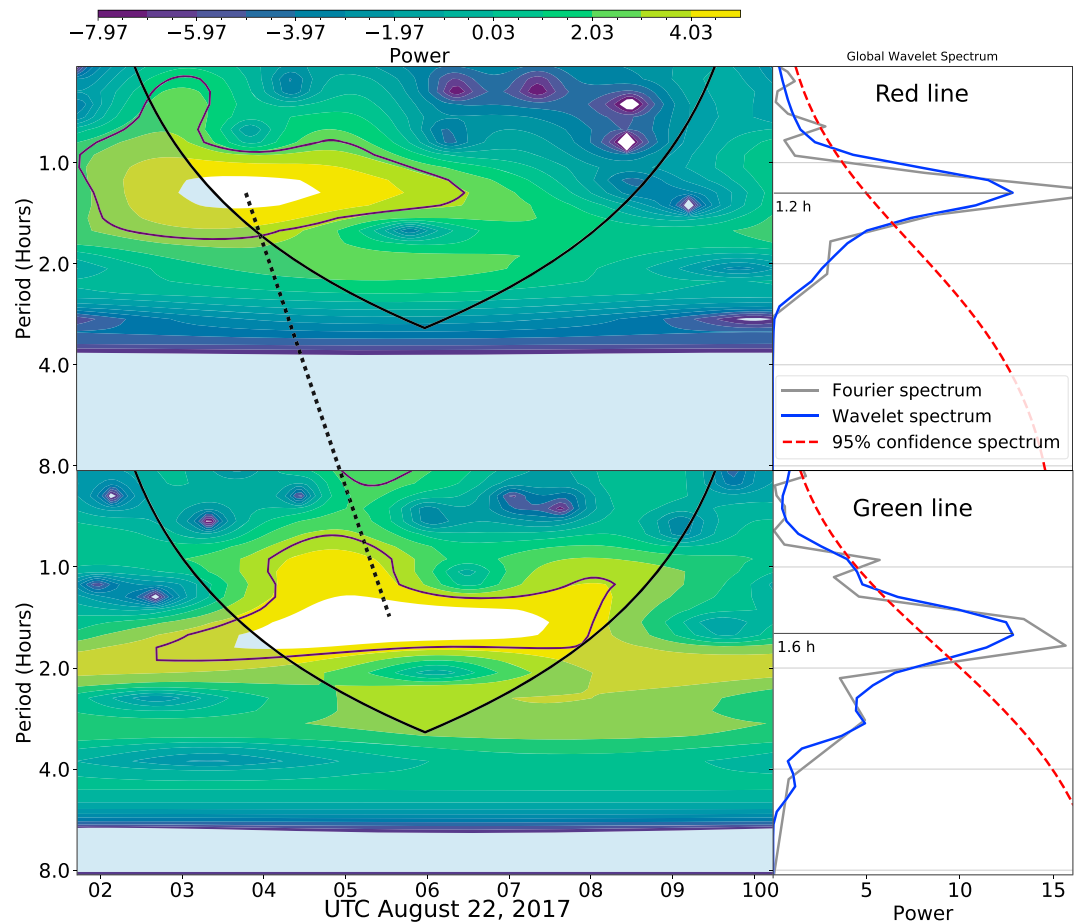 −7.97 −5.97 −3.97 −1.97 0.03 2.03 4.03
Power
Global Wavelet Spectrum
Red line
Period (Hours)
1.0
2.0
4.0
8.0
1.2 h
Fourier spectrum
Wavelet spectrum
95% confidence spectrum
Green line
Period (Hours)
1.0
2.0
4.0
8.0
1.6 h
02 03 04 05 06 07 08 09 10
UTC August 22, 2017
0 5 10 15
Power